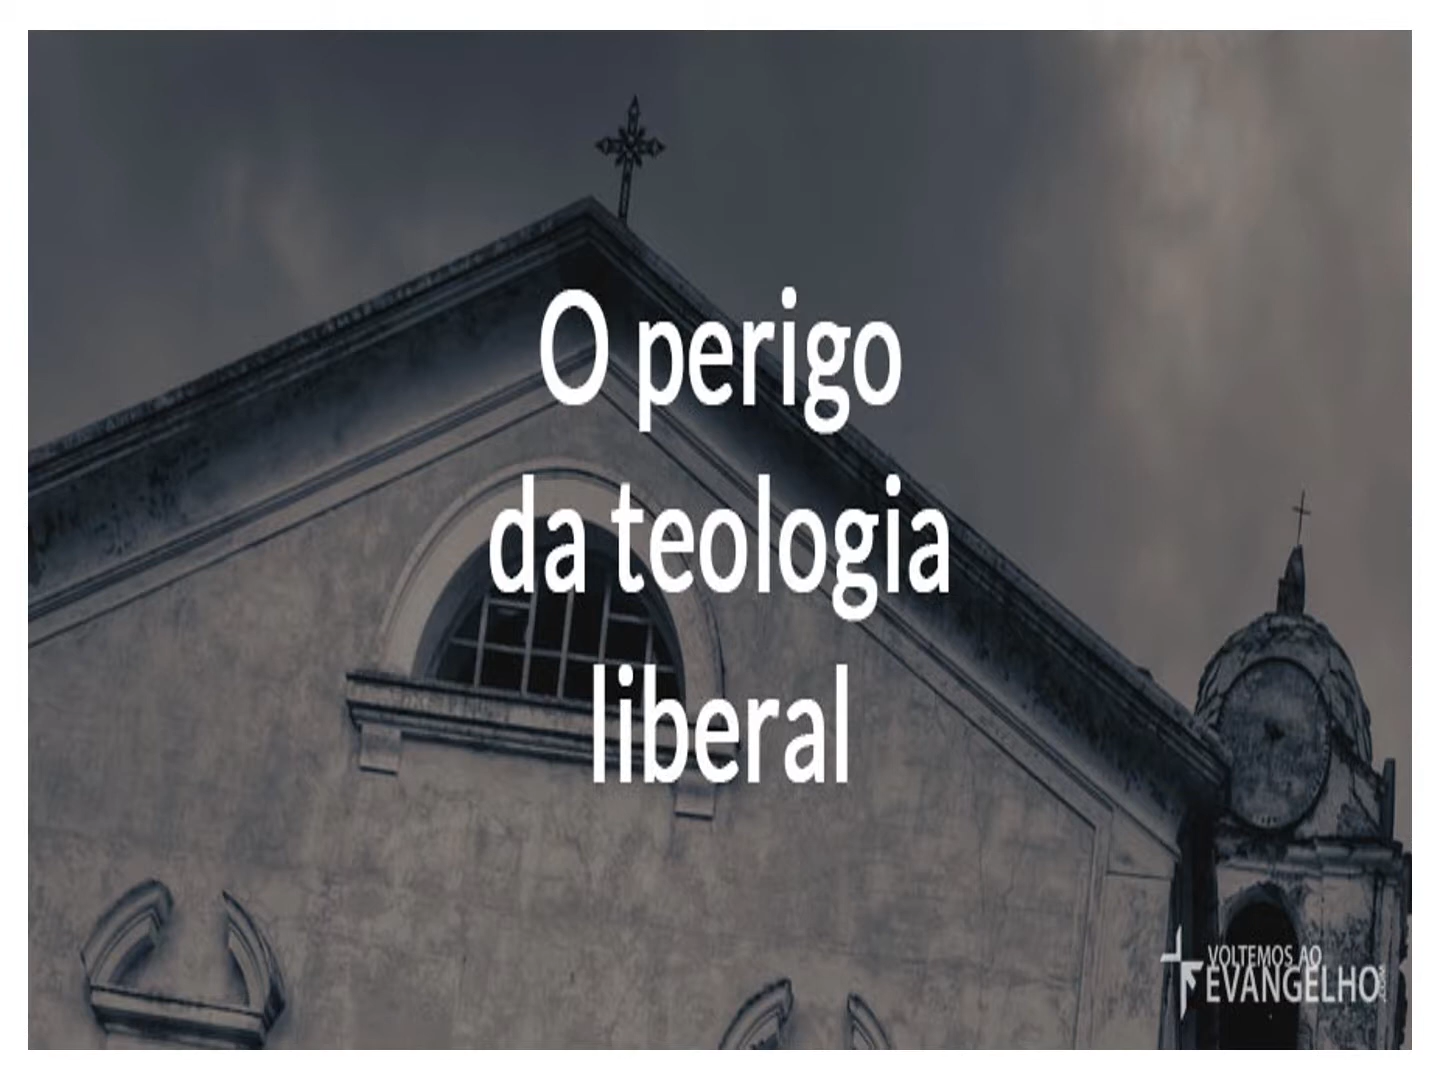 O perigo
da teologia
liberal
VOLTEMOS AO
EVANGELHO